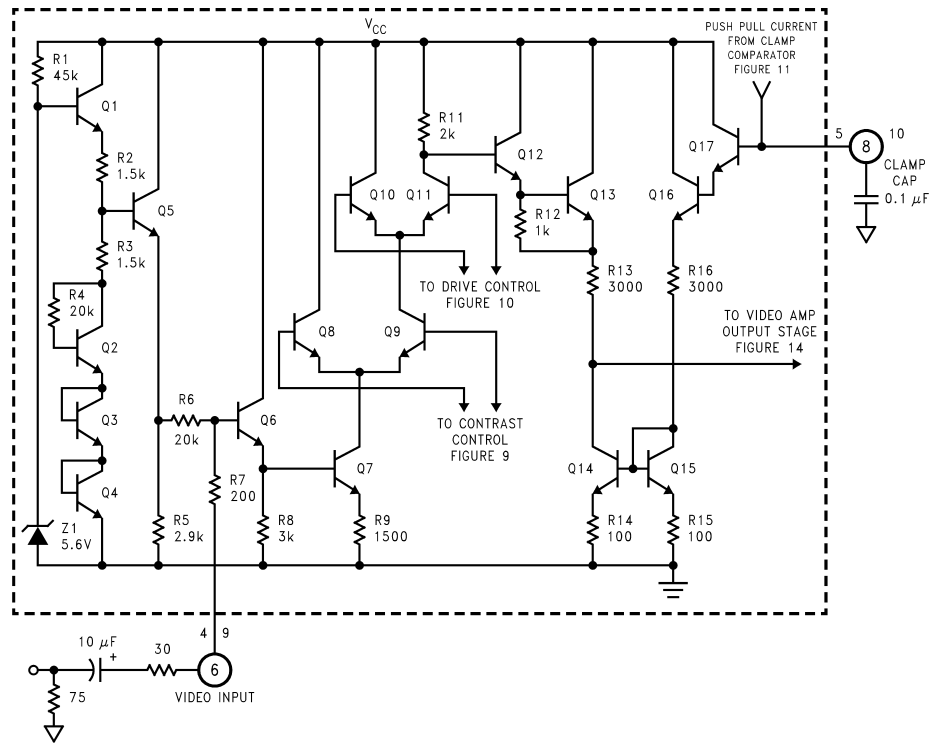 VCC
PUSH PULL CURRENT
FROM CLAMP
COMPARATOR
FIGURE 11
R1
45k
Q1
R11
2k
Q12
Q17
5
8
10
CLAMP
CAP
0.1 μF
R2
1.5k
Q5
Q10
Q11
Q13
Q16
R12
1k
R3
1.5k
TO DRIVE CONTROL
FIGURE 10
R13
3000
R16
3000
R4
20k
Q2
Q8
Q9
TO VIDEO AMP
OUTPUT STAGE
FIGURE 14
Q3
R6
20k
Q6
TO CONTRAST
CONTROL
FIGURE 9
Q4
R7
200
Q7
Q14
Q15
Z1
5.6V
R5
2.9k
R8
3k
R9
1500
R14
100
R15
100
4
9
10 μF
+
30
6
75
VIDEO INPUT